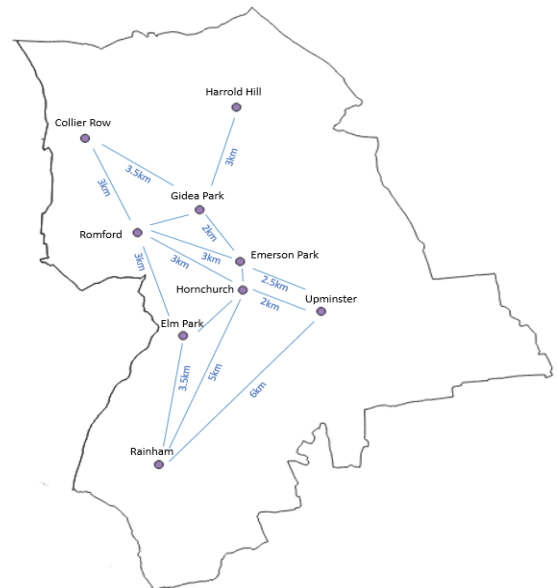 Harrold Hill
Collier Row
3km
3.5km
3km
Gidea Park
2km
Romford
3km
Emerson Park
3km
3km
2.5km
Hornchurch
2km
Upminster
Elm Park
3.5km
5km
6km
Rainham